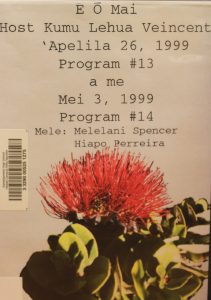 E Ō Mai
Host Kumu Lehua Veincent
ʻApelila 26, 1999
Program #13
a me
Mei 3, 1999
Program #14
Mele: Melelani Spencer
Hiapo Perreira